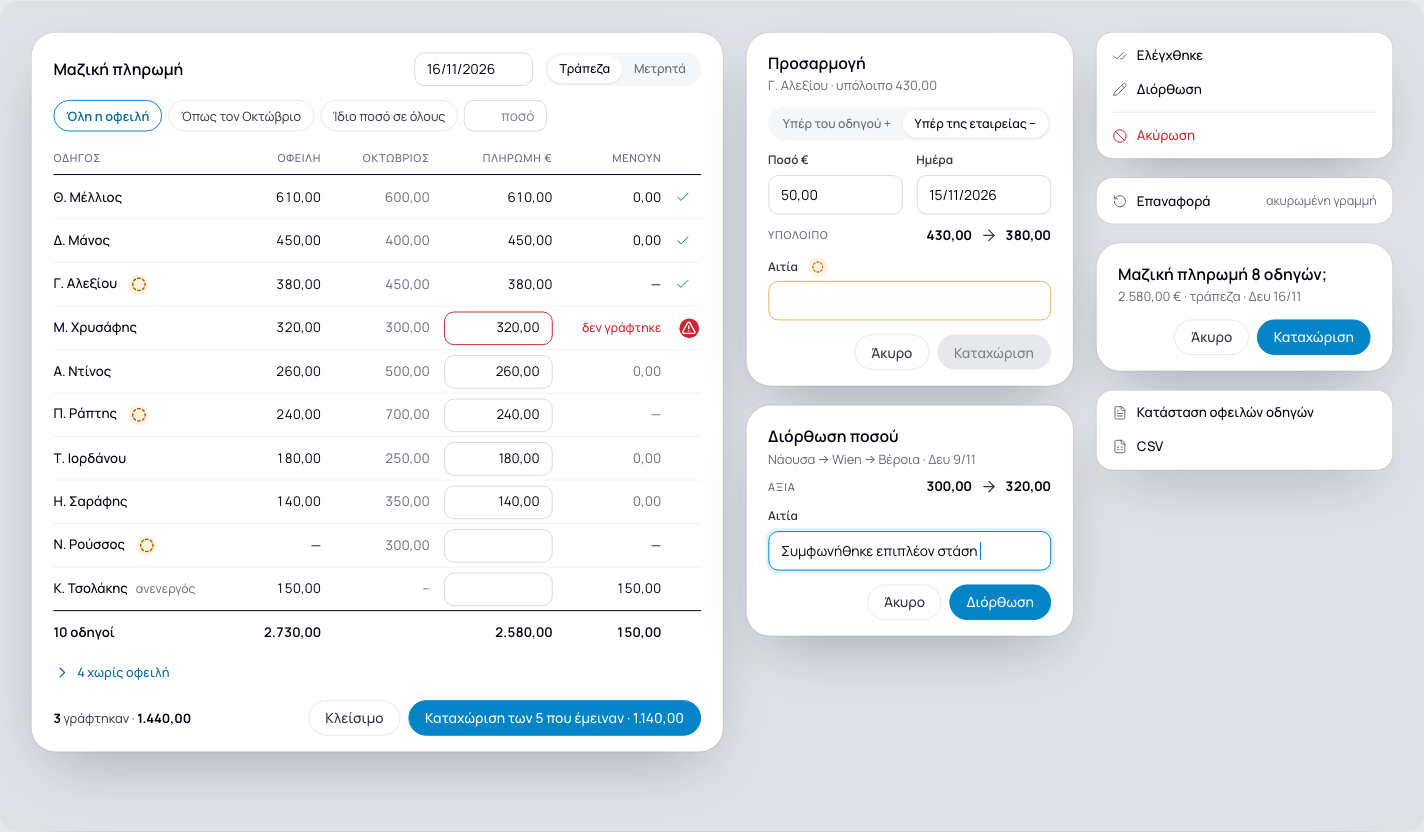 Μαζική πληρωμή
16/11/2026
Τράπεζα Μετρητά
Όλη η οφειλή Όπως τον Οκτώβριο Ίδιο ποσό σε όλους ποσό
ΟΔΗΓΟΣ ΟΦΕΙΛΗ ΟΚΤΩΒΡΙΟΣ ΠΛΗΡΩΜΗ € ΜΕΝΟΥΝ
Θ. Μέλλιος 610,00 600,00 610,00 0,00
Δ. Μάνος 450,00 400,00 450,00 0,00
Γ. Αλεξίου 380,00 450,00 380,00 —
Μ. Χρυσάφης 320,00 300,00 320,00 δεν γράφτηκε
Α. Ντίνος 260,00 500,00 260,00 0,00
Π. Ράπτης 240,00 700,00 240,00 —
Τ. Ιορδάνου 180,00 250,00 180,00 0,00
Η. Σαράφης 140,00 350,00 140,00 0,00
Ν. Ρούσσος — 300,00 —
Κ. Τσολάκης ανενεργός 150,00 – 150,00
10 οδηγοί 2.730,00 2.580,00 150,00
4 χωρίς οφειλή
3 γράφτηκαν · 1.440,00
Κλείσιμο
Καταχώριση των 5 που έμειναν · 1.140,00
Προσαρμογή
Γ. Αλεξίου · υπόλοιπο 430,00
Υπέρ του οδηγού + Υπέρ της εταιρείας −
Ποσό € Ημέρα
50,00 15/11/2026
ΥΠΟΛΟΙΠΟ 430,00 → 380,00
Αιτία
Άκυρο Καταχώριση
Διόρθωση ποσού
Νάουσα → Wien → Βέροια · Δευ 9/11
ΑΞΙΑ 300,00 → 320,00
Αιτία
Συμφωνήθηκε επιπλέον στάση
Άκυρο Διόρθωση
Ελέγχθηκε
Διόρθωση
Ακύρωση
Επαναφορά ακυρωμένη γραμμή
Μαζική πληρωμή 8 οδηγών;
2.580,00 € · τράπεζα · Δευ 16/11
Άκυρο Καταχώριση
Κατάσταση οφειλών οδηγών
CSV